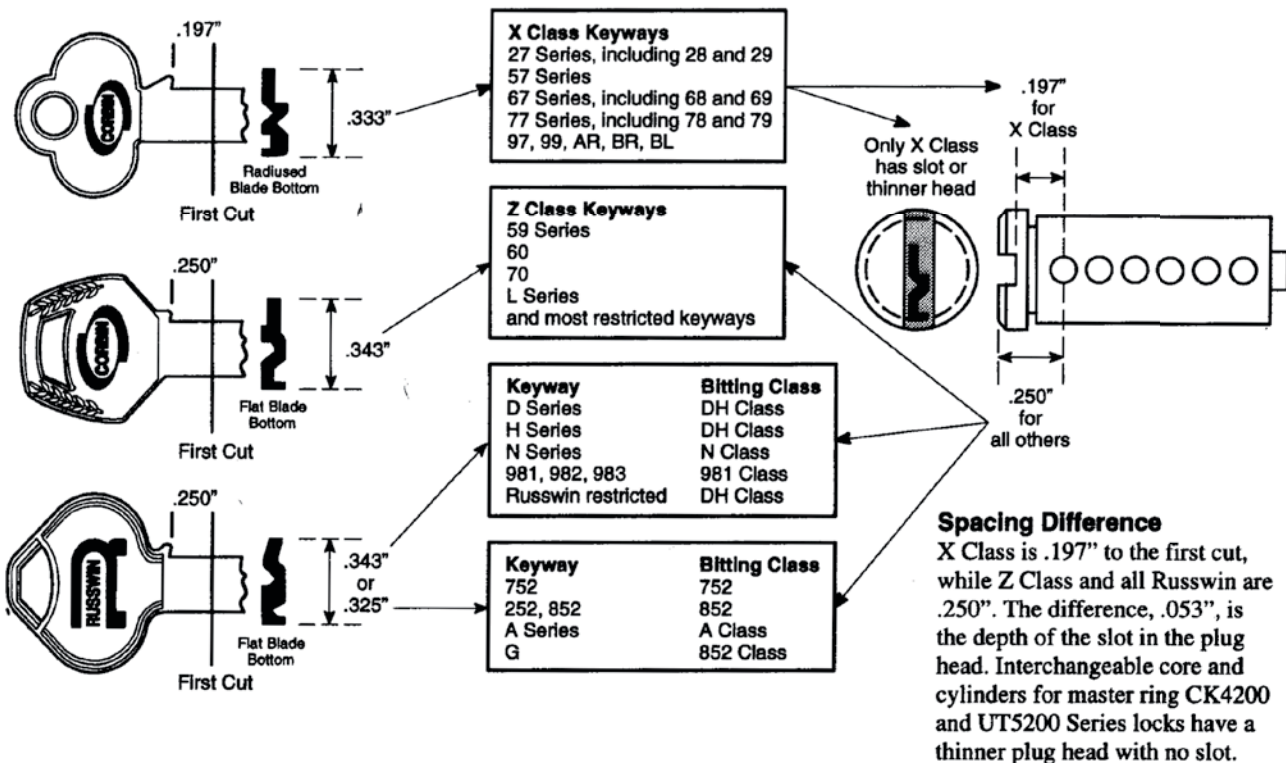 .197"
CORBIN
.333"
Radiused
Blade Bottom
First Cut
X Class Keyways
27 Series, including 28 and 29
57 Series
67 Series, including 68 and 69
77 Series, including 78 and 79
97, 99, AR, BR, BL
.197"
for
X Class
Only X Class
has slot or
thinner head
.250"
CORBIN
.343"
Flat Blade
Bottom
First Cut
Z Class Keyways
59 Series
60
70
L Series
and most restricted keyways
.250"
for
all others
Keyway Bitting Class
D Series DH Class
H Series DH Class
N Series N Class
981, 982, 983 981 Class
Russwin restricted DH Class
.250"
R
RUSSWIN
.343"
or
.325"
Flat Blade
Bottom
First Cut
Keyway Bitting Class
752 752
252, 852 852
A Series A Class
G 852 Class
Spacing Difference
X Class is .197" to the first cut,
while Z Class and all Russwin are
.250". The difference, .053", is
the depth of the slot in the plug
head. Interchangeable core and
cylinders for master ring CK4200
and UT5200 Series locks have a
thinner plug head with no slot.